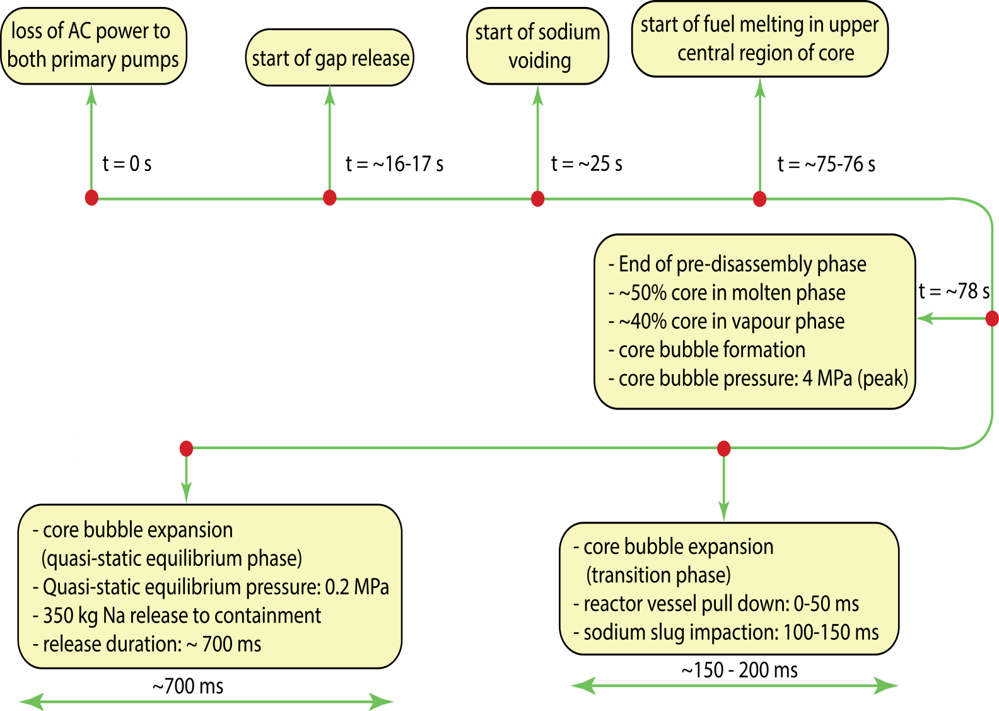 loss of AC power to
both primary pumps
start of gap release
start of sodium
voiding
start of fuel melting in upper
central region of core
t = 0 s
t = ~16-17 s
t = ~25 s
t = ~75-76 s
- End of pre-disassembly phase
- ~50% core in molten phase
- ~40% core in vapour phase
- core bubble formation
- core bubble pressure: 4 MPa (peak)
t = ~78 s
- core bubble expansion
(quasi-static equilibrium phase)
- Quasi-static equilibrium pressure: 0.2 MPa
- 350 kg Na release to containment
- release duration: ~ 700 ms
~700 ms
- core bubble expansion
(transition phase)
- reactor vessel pull down: 0-50 ms
- sodium slug impaction: 100-150 ms
~150 - 200 ms